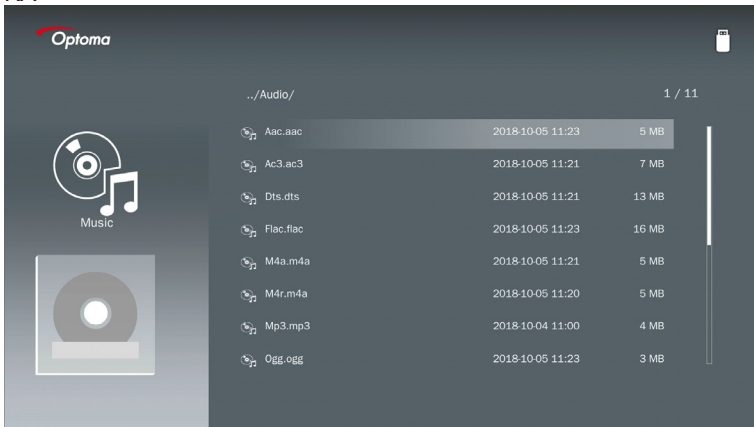 Optoma
../Audio/ 1 / 11
Aac.aac 2018-10-05 11:23 5 MB
Ac3.ac3 2018-10-05 11:21 7 MB
Dts.dts 2018-10-05 11:21 13 MB
Flac.flac 2018-10-05 11:23 16 MB
M4a.m4a 2018-10-05 11:21 5 MB
M4r.m4a 2018-10-05 11:20 5 MB
Mp3.mp3 2018-10-04 11:00 4 MB
Ogg.ogg 2018-10-05 11:23 3 MB
Music